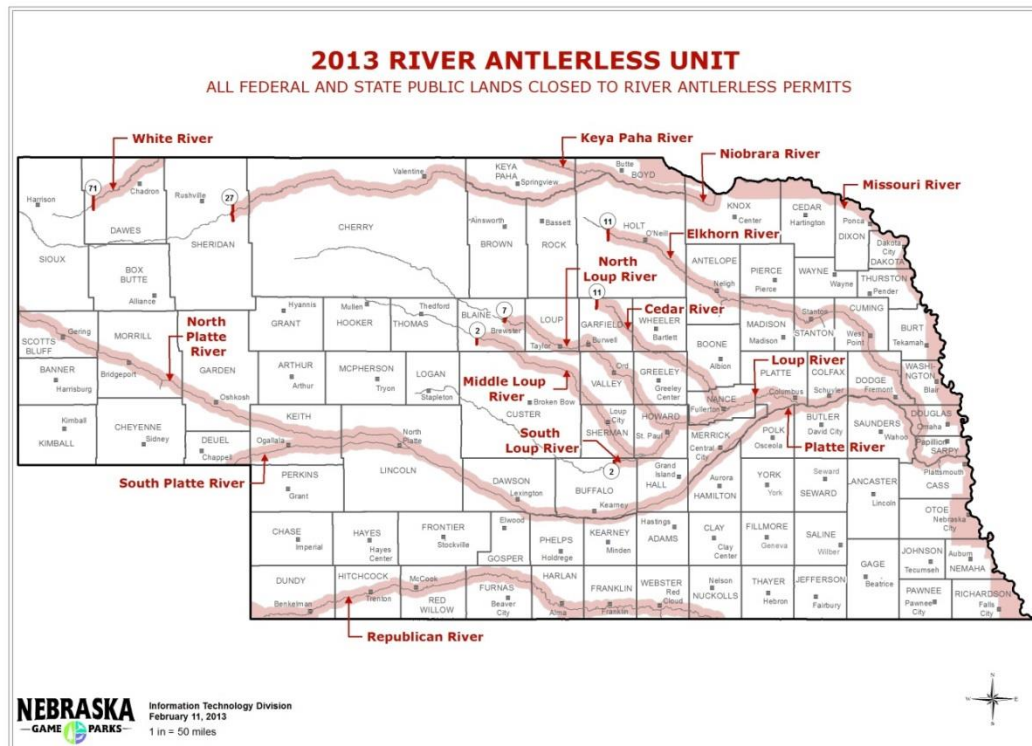 2013 RIVER ANTLERLESS UNIT
ALL FEDERAL AND STATE PUBLIC LANDS CLOSED TO RIVER ANTLERLESS PERMITS
White River
Keya Paha River
Niobrara River
Missouri River
71
27
11
Elkhorn River
North
Loup River
11
Cedar River
7
2
North
Platte
River
Middle Loup
River
Loup River
South
Loup River
2
Platte River
South Platte River
Republican River
Harrison
SIOUX
Chadron
DAWES
Rushville
SHERIDAN
BOX
BUTTE
Alliance
Valentine
CHERRY
KEYA
PAHA
Springview
Butte
BOYD
Ainsworth
BROWN
Bassett
ROCK
HOLT
O'Neill
KNOX
Center
CEDAR
Hartington
Ponca
DIXON
Dakota
City
DAKOTA
ANTELOPE
Neligh
PIERCE
Pierce
WAYNE
Wayne
THURSTON
Pender
Gering
SCOTTS
BLUFF
MORRILL
Bridgeport
GARDEN
Oshkosh
BANNER
Harrisburg
Kimball
KIMBALL
CHEYENNE
Sidney
DEUEL
Chappell
Hyannis
GRANT
Mullen
HOOKER
Thedford
THOMAS
BLAINE
Brewster
LOUP
Taylor
GARFIELD
Burwell
WHEELER
Bartlett
BOONE
Albion
MADISON
Madison
Stanton
STANTON
CUMING
West
Point
BURT
Tekamah
ARTHUR
Arthur
MCPHERSON
Tryon
LOGAN
Stapleton
Broken Bow
CUSTER
Ord
VALLEY
GREELEY
Greeley
Center
NANCE
Fullerton
PLATTE
Columbus
COLFAX
Schuyler
DODGE
Fremont
WASH-
INGTON
Blair
KEITH
Ogallala
North
Platte
LINCOLN
PERKINS
Grant
DAWSON
Lexington
BUFFALO
Kearney
Loup
City
SHERMAN
HOWARD
St. Paul
Grand
Island
HALL
MERRICK
Central
City
POLK
Osceola
BUTLER
David City
SAUNDERS
Wahoo
DOUGLAS
Omaha
Papillion
SARPY
Plattsmouth
CASS
Aurora
HAMILTON
YORK
York
Seward
SEWARD
LANCASTER
Lincoln
OTOE
Nebraska
City
CHASE
Imperial
HAYES
Hayes
Center
FRONTIER
Stockville
Elwood
GOSPER
PHELPS
Holdrege
KEARNEY
Minden
Hastings
ADAMS
CLAY
Clay
Center
FILLMORE
Geneva
SALINE
Wilber
GAGE
Beatrice
JOHNSON
Tecumseh
Auburn
NEMAHA
DUNDY
Benkelman
HITCHCOCK
Trenton
McCook
RED
WILLOW
FURNAS
Beaver
City
HARLAN
Alma
FRANKLIN
Franklin
WEBSTER
Red
Cloud
Nelson
NUCKOLLS
THAYER
Hebron
JEFFERSON
Fairbury
PAWNEE
Pawnee
City
RICHARDSON
Falls
City
NEBRASKA
GAME PARKS
Information Technology Division
February 11, 2013
1 in = 50 miles
N
W
E
S